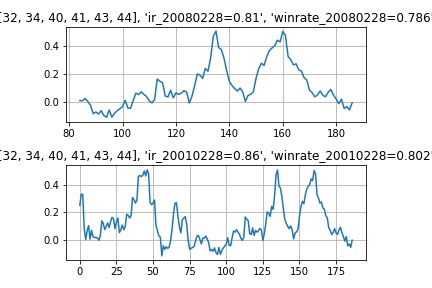 [32, 34, 40, 41, 43, 44], 'ir_20080228=0.81', 'winrate_20080228=0.786'
0.4
0.2
0.0
80 100 120 140 160 180
[32, 34, 40, 41, 43, 44], 'ir_20010228=0.86', 'winrate_20010228=0.802'
0.4
0.2
0.0
0 25 50 75 100 125 150 175